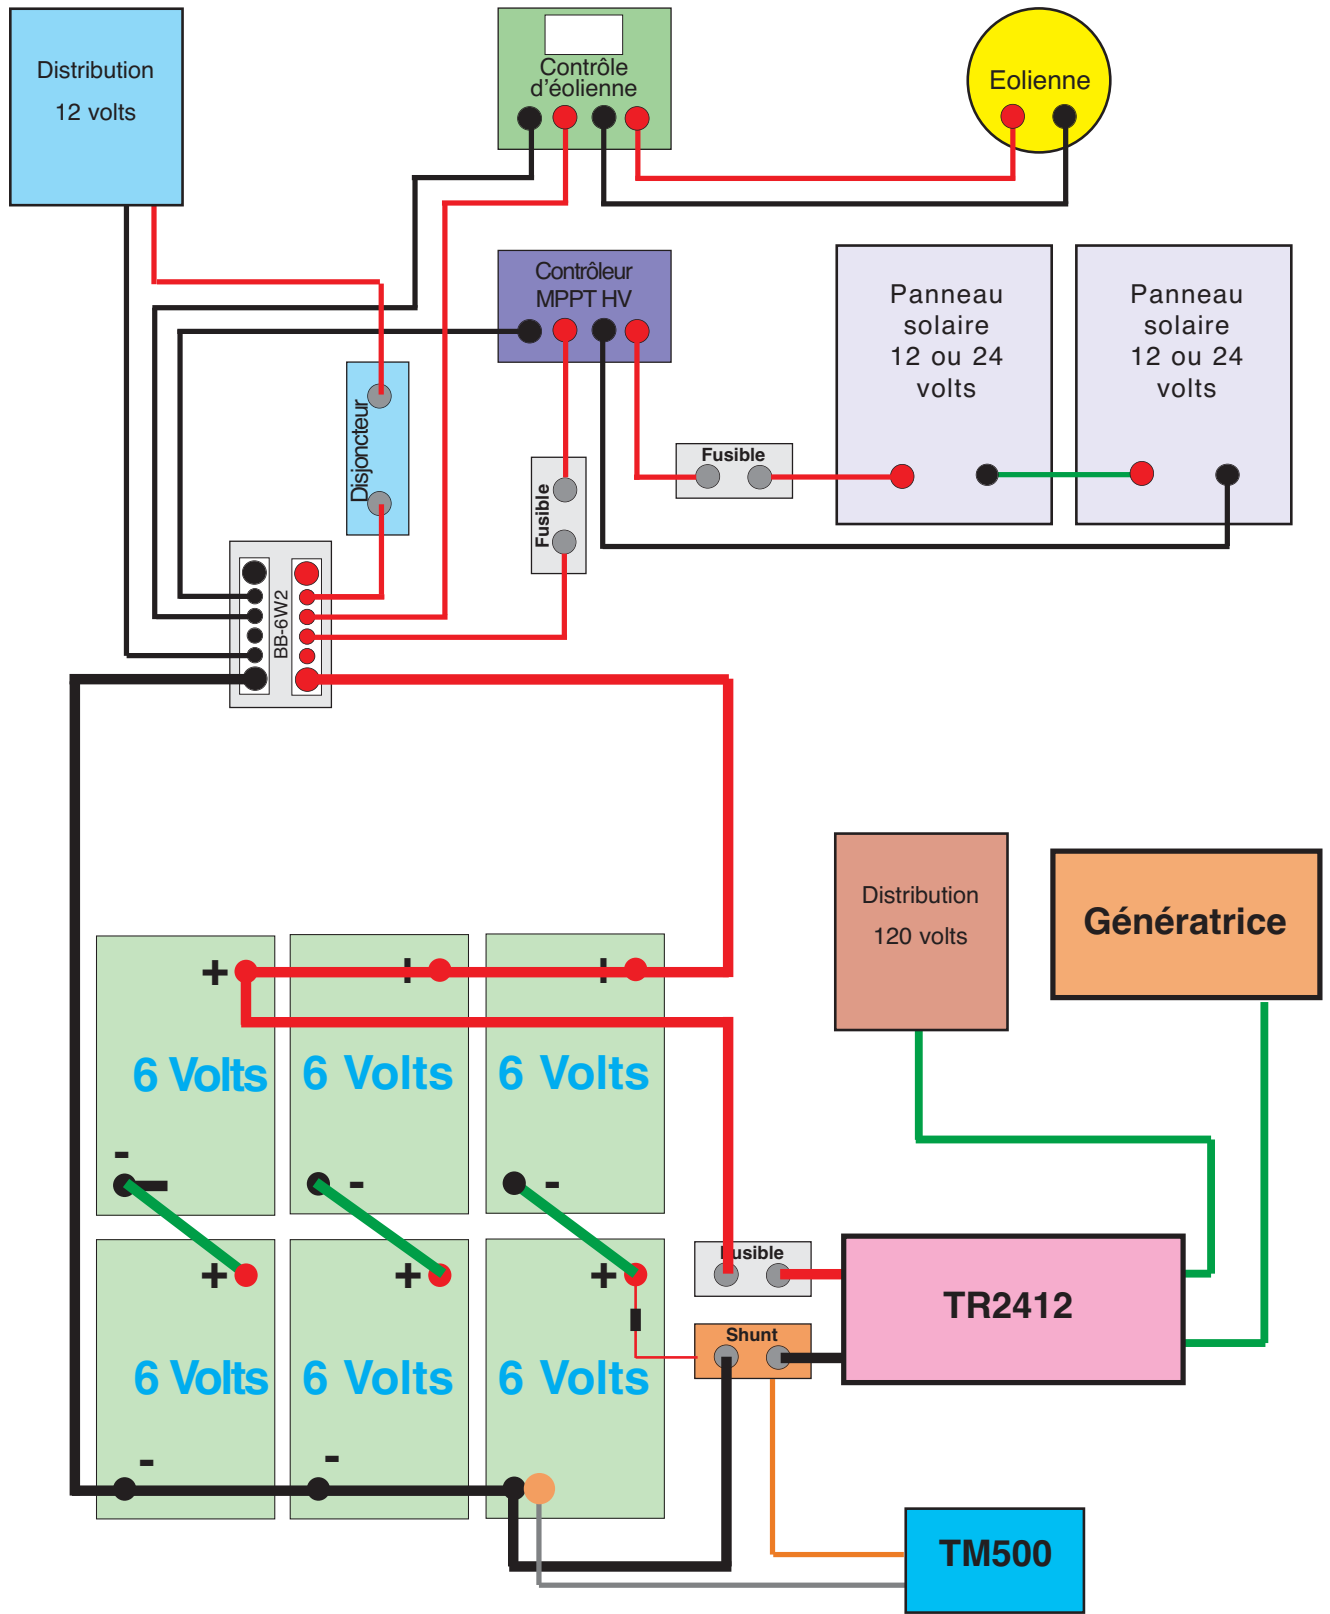 Distribution
12 volts
Contrôle
d'éolienne
Eolienne
Contrôleur
MPPT HV
Panneau
solaire
12 ou 24
volts
Panneau
solaire
12 ou 24
volts
Disjoncteur
Fusible
Fusible
BB-6W2
Distribution
120 volts
Génératrice
+
+
+
6 Volts
6 Volts
6 Volts
-
-
-
+
+
+
Fusible
TR2412
Shunt
6 Volts
6 Volts
6 Volts
-
-
TM500